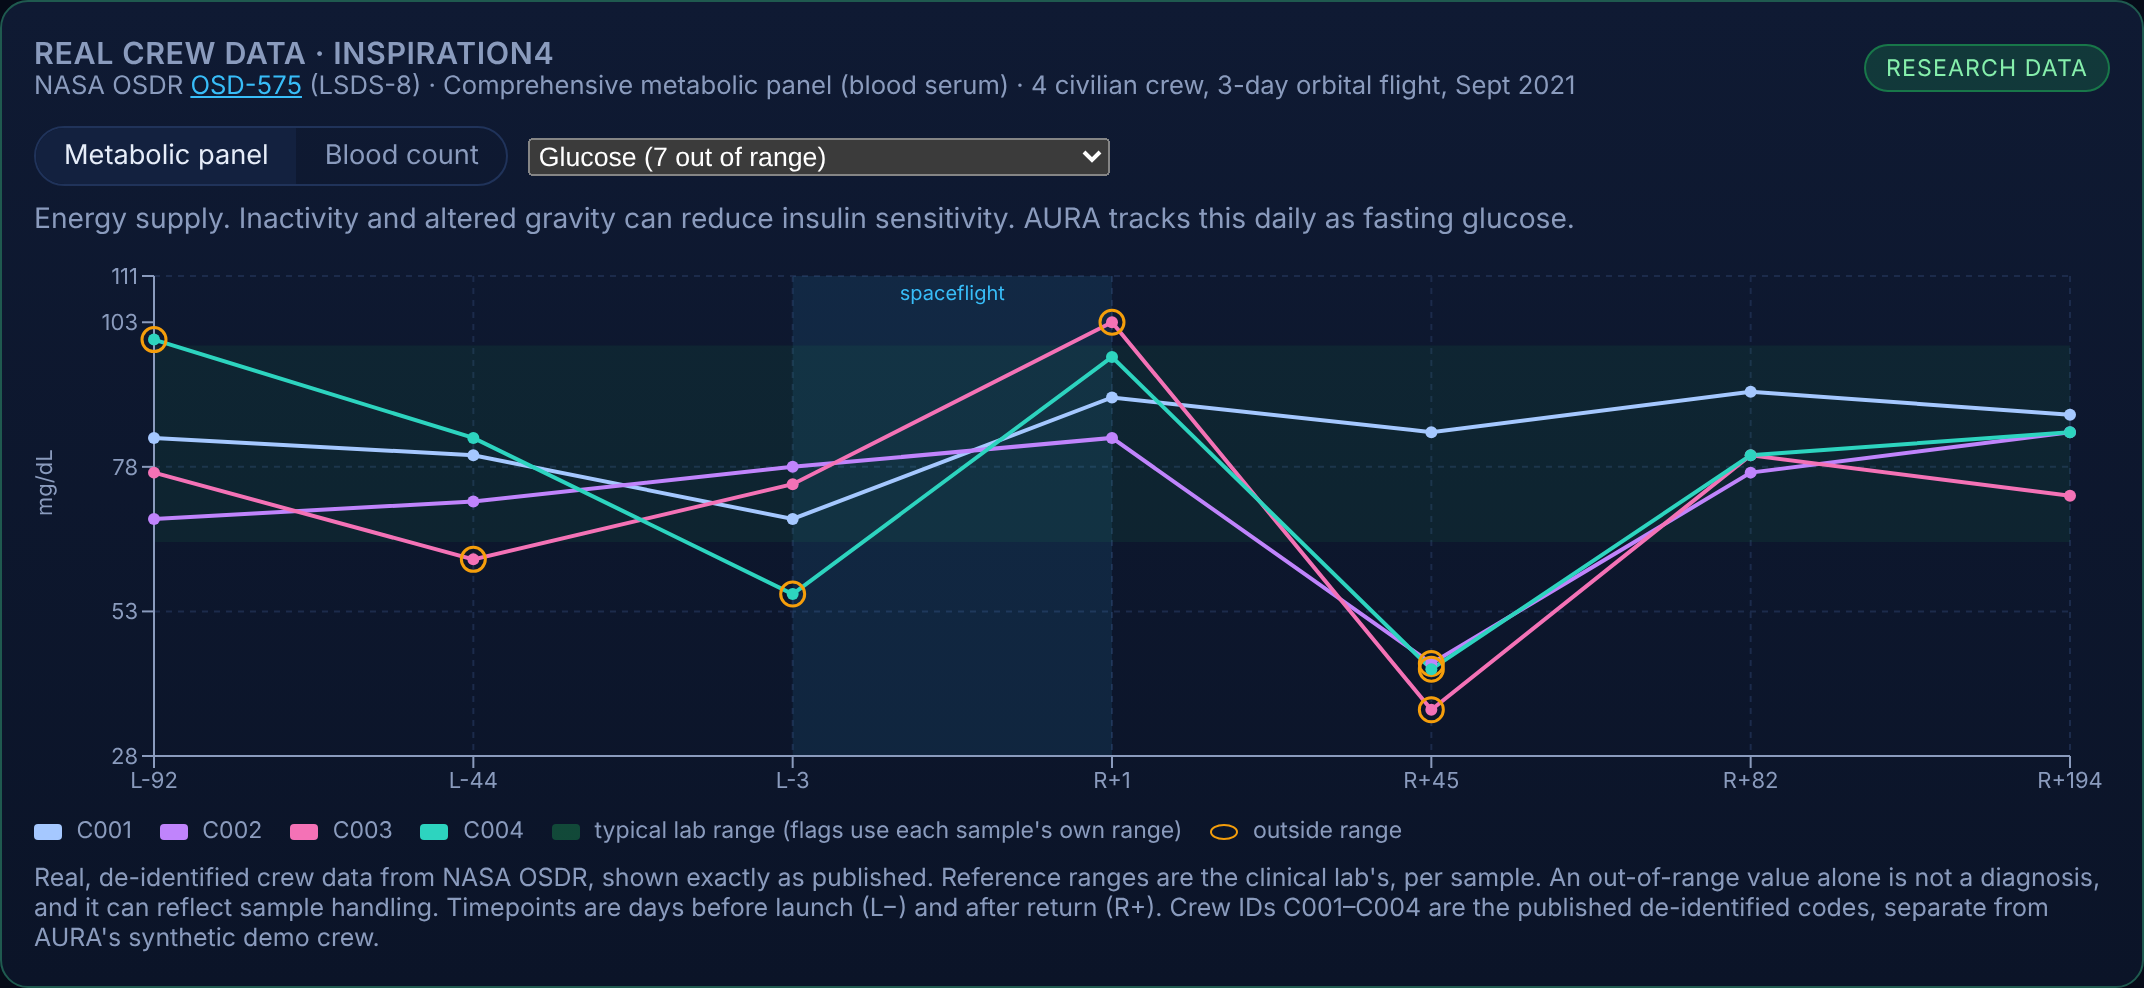 REAL CREW DATA · INSPIRATION4
NASA OSDR OSD-575 (LSDS-8) · Comprehensive metabolic panel (blood serum) · 4 civilian crew, 3-day orbital flight, Sept 2021
RESEARCH DATA
Metabolic panel
Blood count
Glucose (7 out of range)
Energy supply. Inactivity and altered gravity can reduce insulin sensitivity. AURA tracks this daily as fasting glucose.
111
103
78
53
28
mg/dL
spaceflight
L-92
L-44
L-3
R+1
R+45
R+82
R+194
C001
C002
C003
C004
typical lab range (flags use each sample's own range)
outside range
Real, de-identified crew data from NASA OSDR, shown exactly as published. Reference ranges are the clinical lab's, per sample. An out-of-range value alone is not a diagnosis,
and it can reflect sample handling. Timepoints are days before launch (L−) and after return (R+). Crew IDs C001–C004 are the published de-identified codes, separate from
AURA's synthetic demo crew.